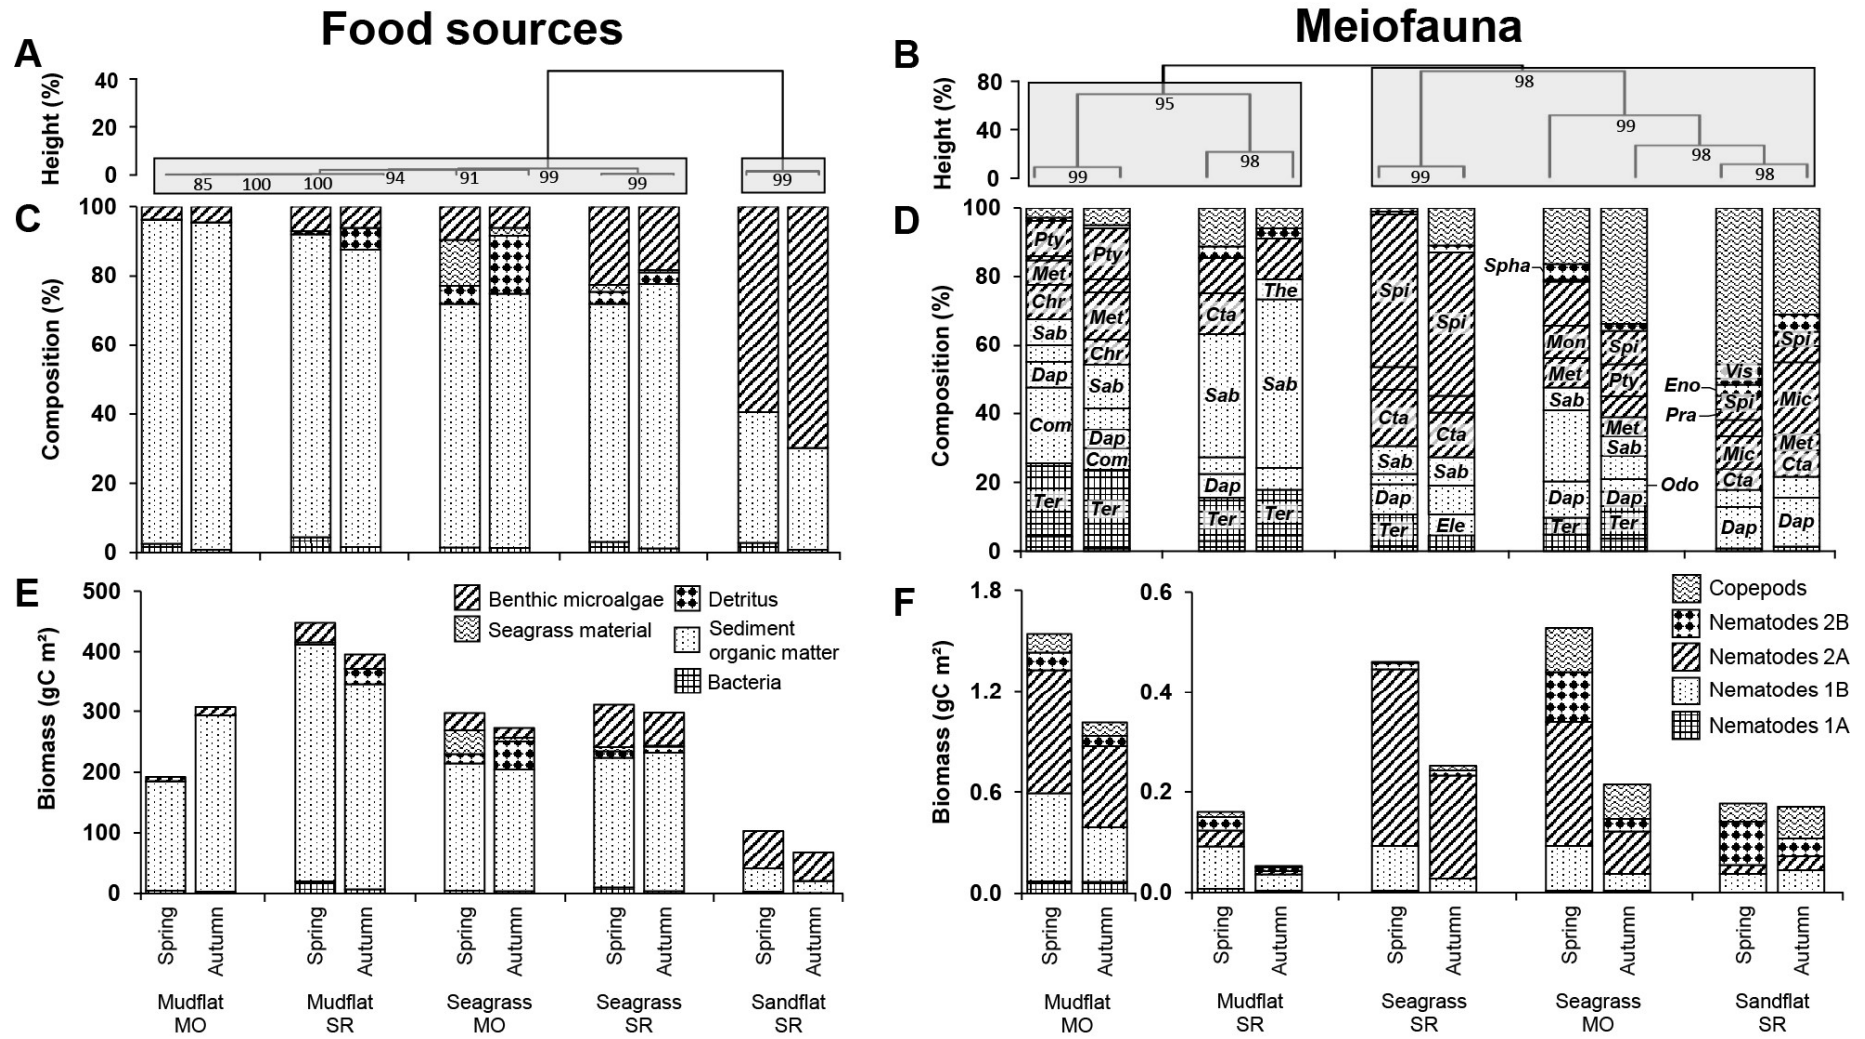 Food sources
Meiofauna
A
Height (%)
40
20
0
85 100 100 94 91 99 99 99
B
Height (%)
80
40
0
95
98
99
98
99 98 99 98
C
Composition (%)
100
80
60
40
20
0
D
Composition (%)
100
80
60
40
20
0
Pty
Met
Chr
Sab
Dap
Com
Ter
Pty
Met
Chr
Sab
Dap
Com
Ter
Cta
Sab
Dap
Ter
The
Sab
Ter
Spi
Cta
Sab
Dap
Ter
Spi
Cta
Sab
Ele
Spha
Mon
Met
Sab
Dap
Ter
Spi
Pty
Met
Sab
Dap
Ter
Odo
Eno
Pra
Vis
Spi
Mic
Cta
Dap
Spi
Mic
Met
Cta
Dap
E
Biomass (gC m²)
500
400
300
200
100
0
Benthic microalgae
Seagrass material
Detritus
Sediment
organic matter
Bacteria
F
Biomass (gC m²)
1.8
1.2
0.6
0.0
0.6
0.4
0.2
0.0
Copepods
Nematodes 2B
Nematodes 2A
Nematodes 1B
Nematodes 1A
Spring Autumn Spring Autumn Spring Autumn Spring Autumn Spring Autumn
Mudflat Mudflat Seagrass Seagrass Sandflat
MO SR MO SR SR
Spring Autumn Spring Autumn Spring Autumn Spring Autumn Spring Autumn
Mudflat Mudflat Seagrass Seagrass Sandflat
MO SR SR MO SR